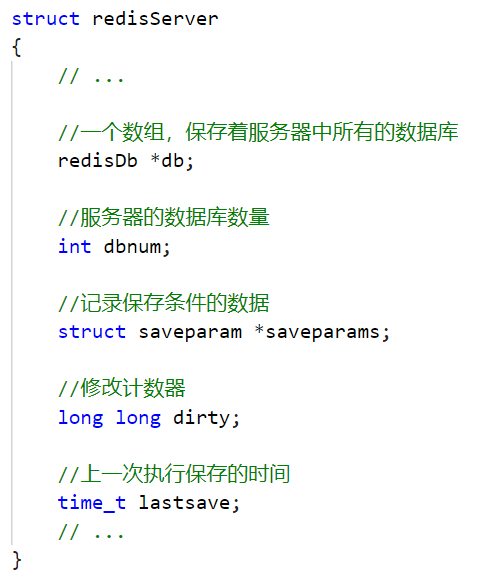 struct redisServer
{
// ...
//一个数组，保存着服务器中所有的数据库
redisDb *db;
//服务器的数据库数量
int dbnum;
//记录保存条件的数据
struct saveparam *saveparams;
//修改计数器
long long dirty;
//上一次执行保存的时间
time_t lastsave;
// ...
}